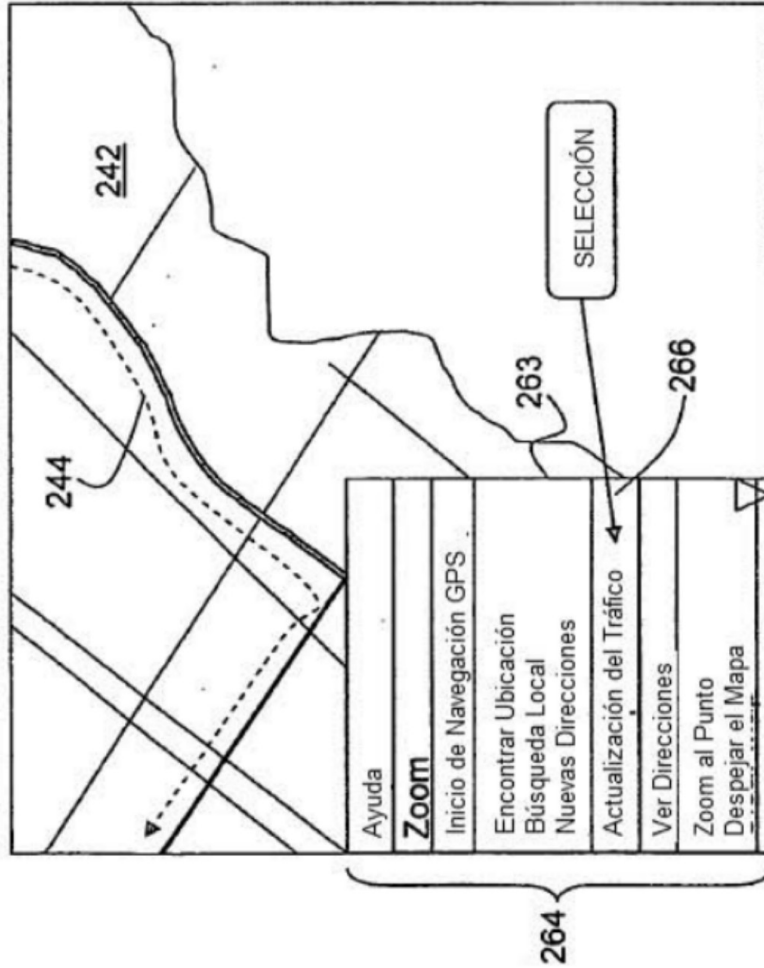 242
244
SELECCIÓN
263
266
264
Ayuda
Zoom
Inicio de Navegación GPS
Encontrar Ubicación
Búsqueda Local
Nuevas Direcciones
Actualización del Tráfico
Ver Direcciones
Zoom al Punto
Despejar el Mapa